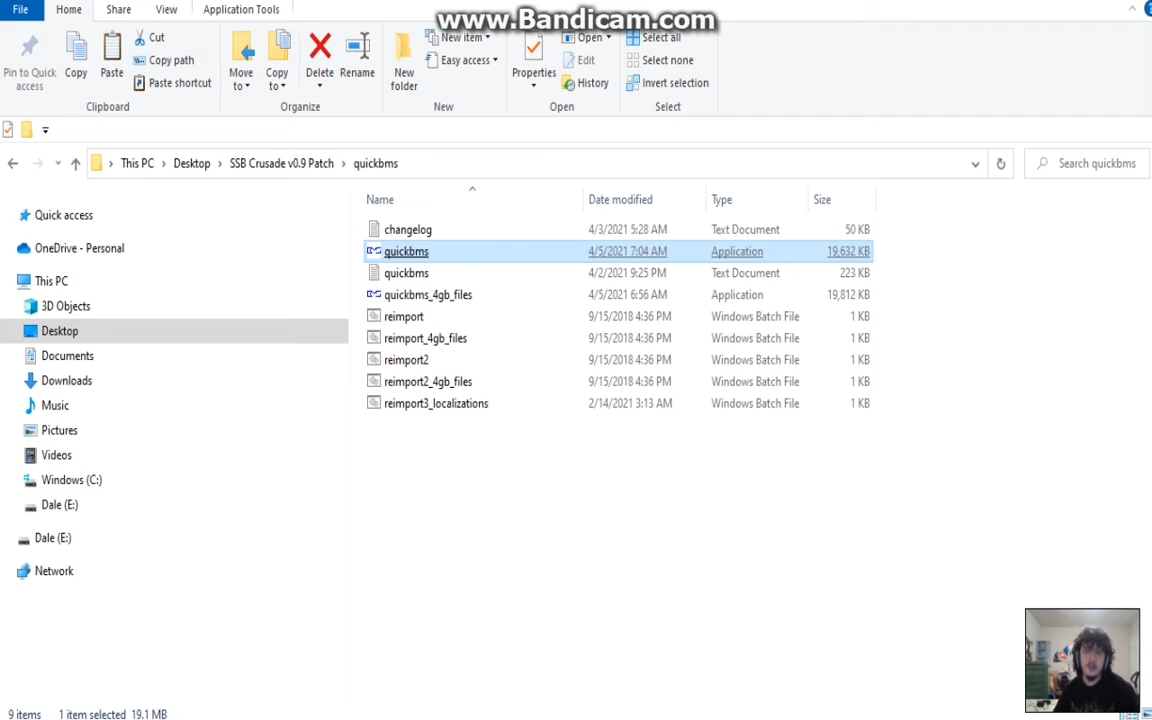 www.Bandicam.com
File Home Share View Application Tools
Pin to Quick access
Copy
Paste
Cut
Copy path
Paste shortcut
Clipboard
Move to
Copy to
Delete
Rename
Organize
New folder
New item
Easy access
New
Properties
Open
Edit
History
Open
Select all
Select none
Invert selection
Select
This PC > Desktop > SSB Crusade v0.9 Patch > quickbms
Search quickbms
Name Date modified Type Size
Quick access
OneDrive - Personal
This PC
3D Objects
Desktop
Documents
Downloads
Music
Pictures
Videos
Windows (C:)
Dale (E:)
Dale (E:)
Network
changelog 4/3/2021 5:28 AM Text Document 50 KB
quickbms 4/5/2021 7:04 AM Application 19,632 KB
quickbms 4/2/2021 9:25 PM Text Document 223 KB
quickbms_4gb_files 4/5/2021 6:56 AM Application 19,812 KB
reimport 9/15/2018 4:36 PM Windows Batch File 1 KB
reimport_4gb_files 9/15/2018 4:36 PM Windows Batch File 1 KB
reimport2 9/15/2018 4:36 PM Windows Batch File 1 KB
reimport2_4gb_files 9/15/2018 4:36 PM Windows Batch File 1 KB
reimport3_localizations 2/14/2021 3:13 AM Windows Batch File 1 KB
9 items 1 item selected 19.1 MB